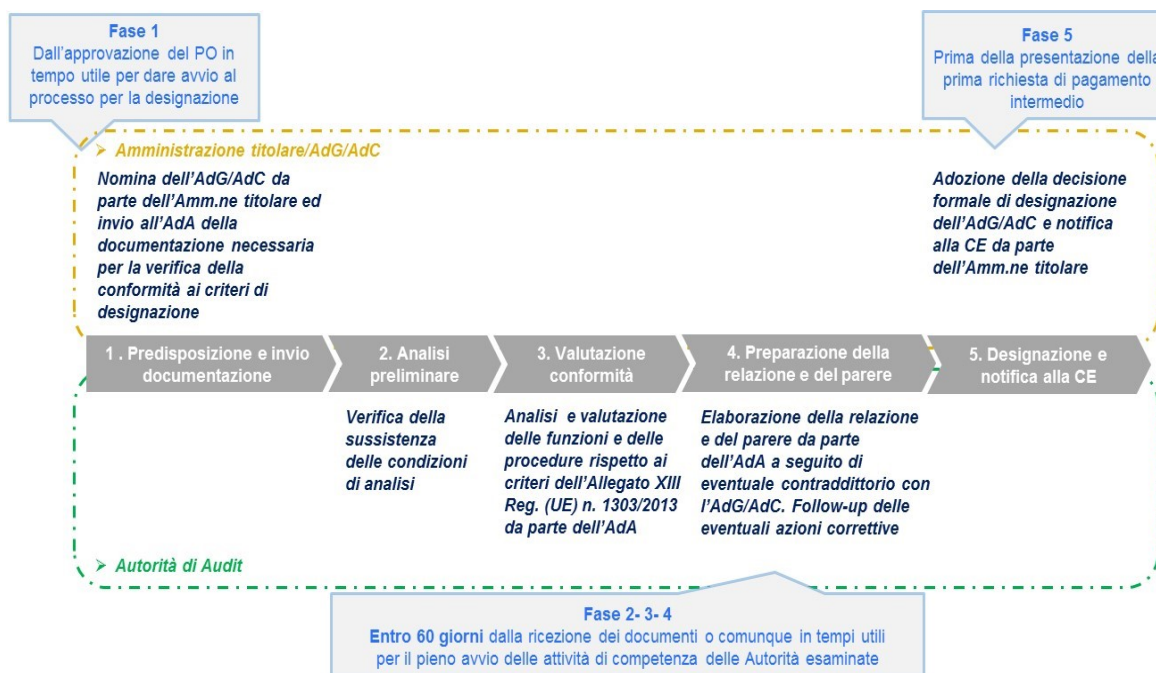 Fase 1
Dall'approvazione del PO in
tempo utile per dare avvio al
processo per la designazione
Fase 5
Prima della presentazione della
prima richiesta di pagamento
intermedio
➢ Amministrazione titolare/AdG/AdC
Nomina dell'AdG/AdC da
parte dell'Amm.ne titolare ed
invio all'AdA della
documentazione necessaria
per la verifica della
conformità ai criteri di
designazione
Adozione della decisione
formale di designazione
dell'AdG/AdC e notifica
alla CE da parte
dell'Amm.ne titolare
1 . Predisposizione e invio
documentazione
2. Analisi
preliminare
3. Valutazione
conformità
4. Preparazione della
relazione e del parere
5. Designazione e
notifica alla CE
Verifica della
sussistenza
delle condizioni
di analisi
Analisi e valutazione
delle funzioni e delle
procedure rispetto ai
criteri dell'Allegato XIII
Reg. (UE) n. 1303/2013
da parte dell'AdA
Elaborazione della relazione
e del parere da parte
dell'AdA a seguito di
eventuale contraddittorio con
l'AdG/AdC. Follow-up delle
eventuali azioni correttive
➢ Autorità di Audit
Fase 2- 3- 4
Entro 60 giorni dalla ricezione dei documenti o comunque in tempi utili
per il pieno avvio delle attività di competenza delle Autorità esaminate